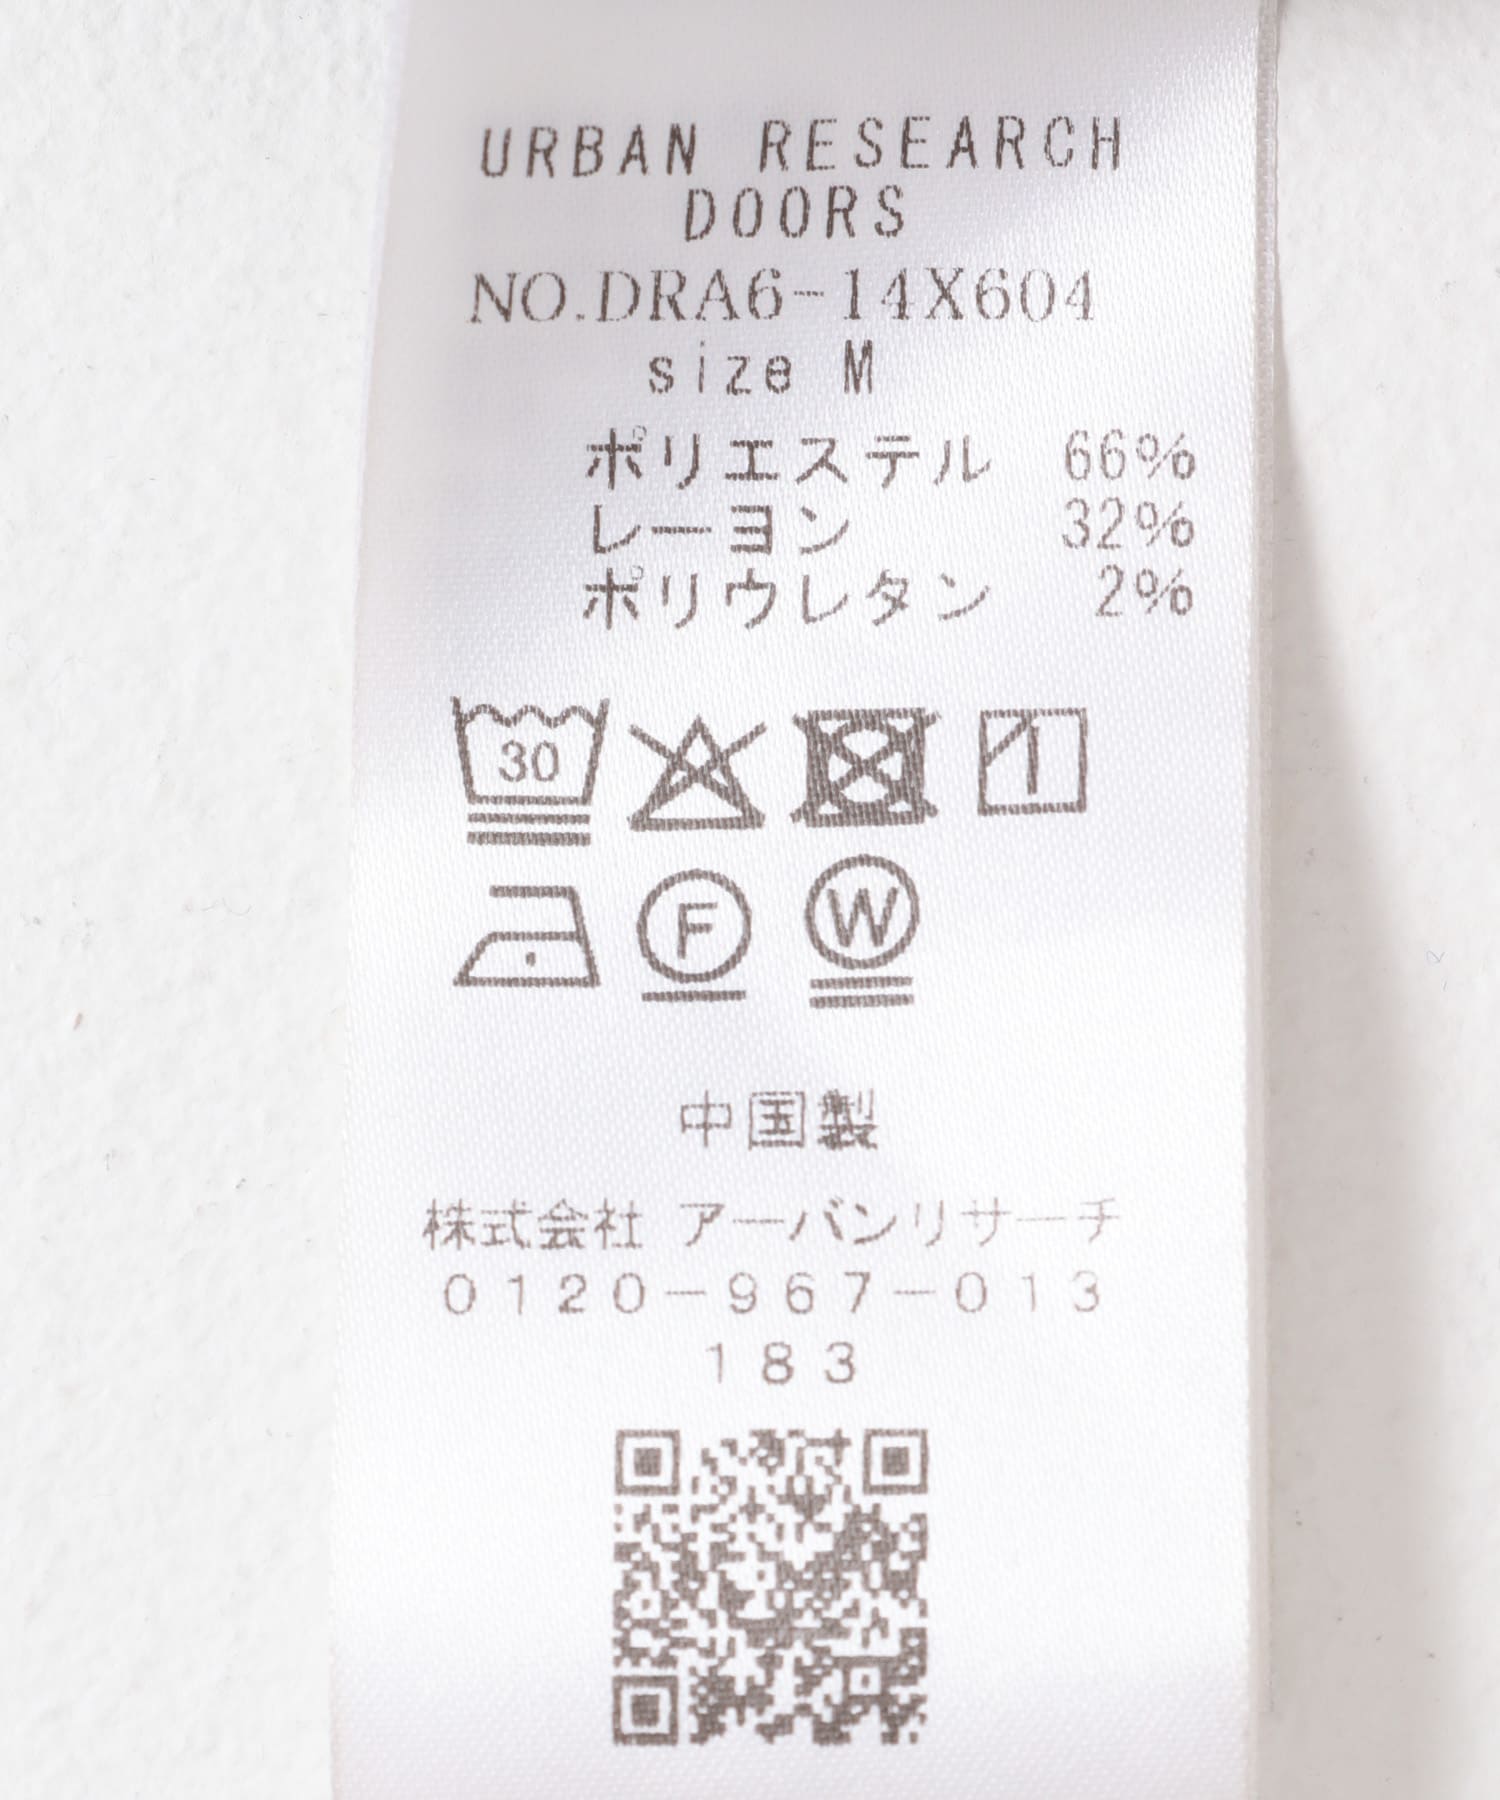 URBAN RESEARCH
DOORS
NO.DRA6-14X604
size M
ポリエステル 66%
レーヨン 32%
ポリウレタン 2%
30
F
W
中国製
株式会社 アーバンリサーチ
0120-967-013
183